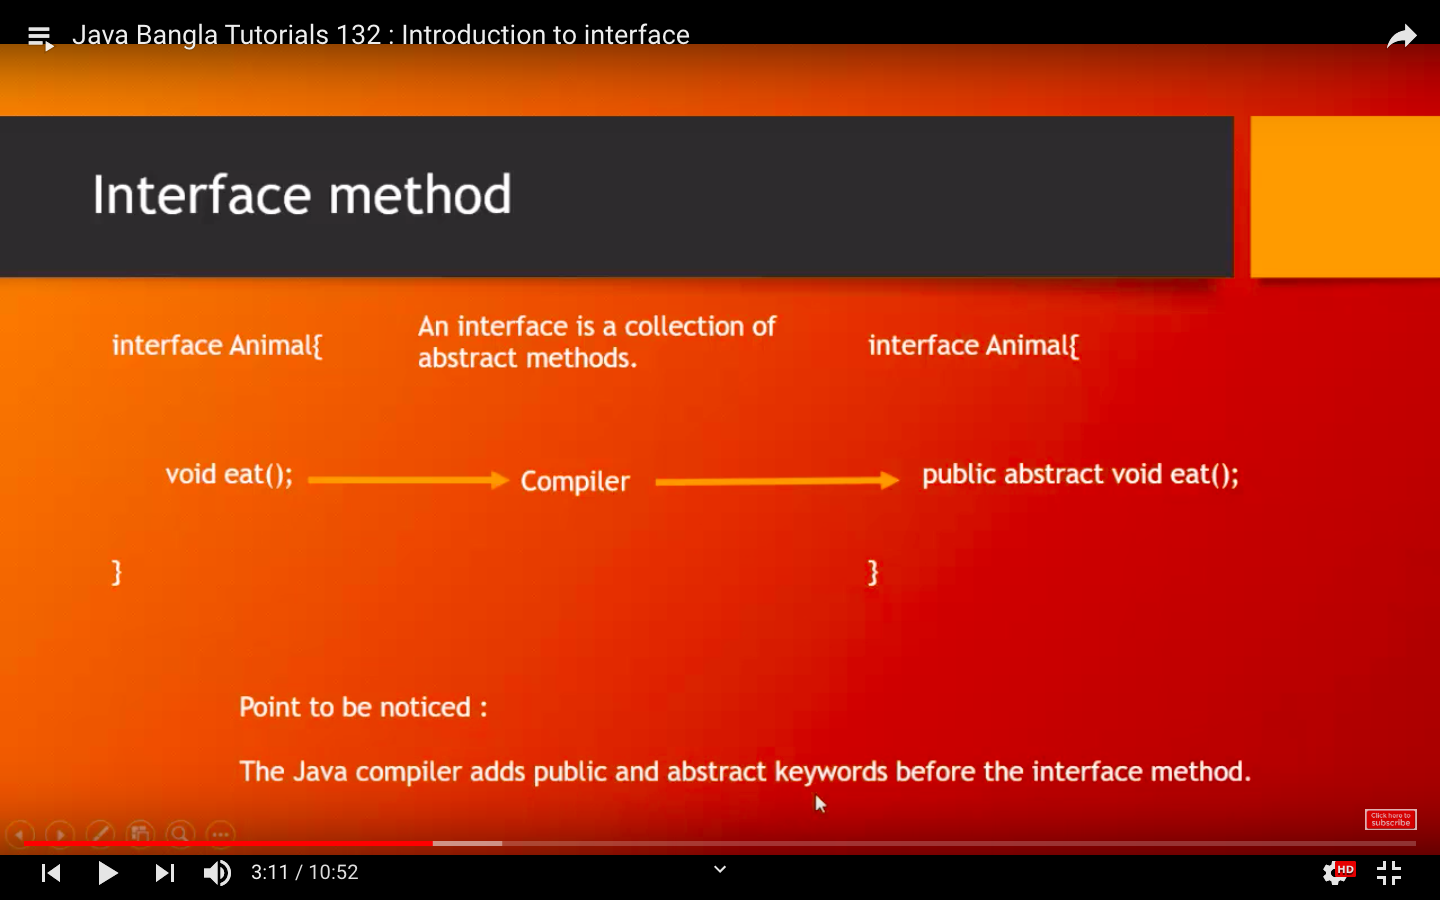 Java Bangla Tutorials 132 : Introduction to interface
Interface method
interface Animal{
An interface is a collection of
abstract methods.
interface Animal{
void eat();
Compiler
public abstract void eat();
}
}
Point to be noticed :
The Java compiler adds public and abstract keywords before the interface method.
Click here to
subscribe
3:11 / 10:52
HD